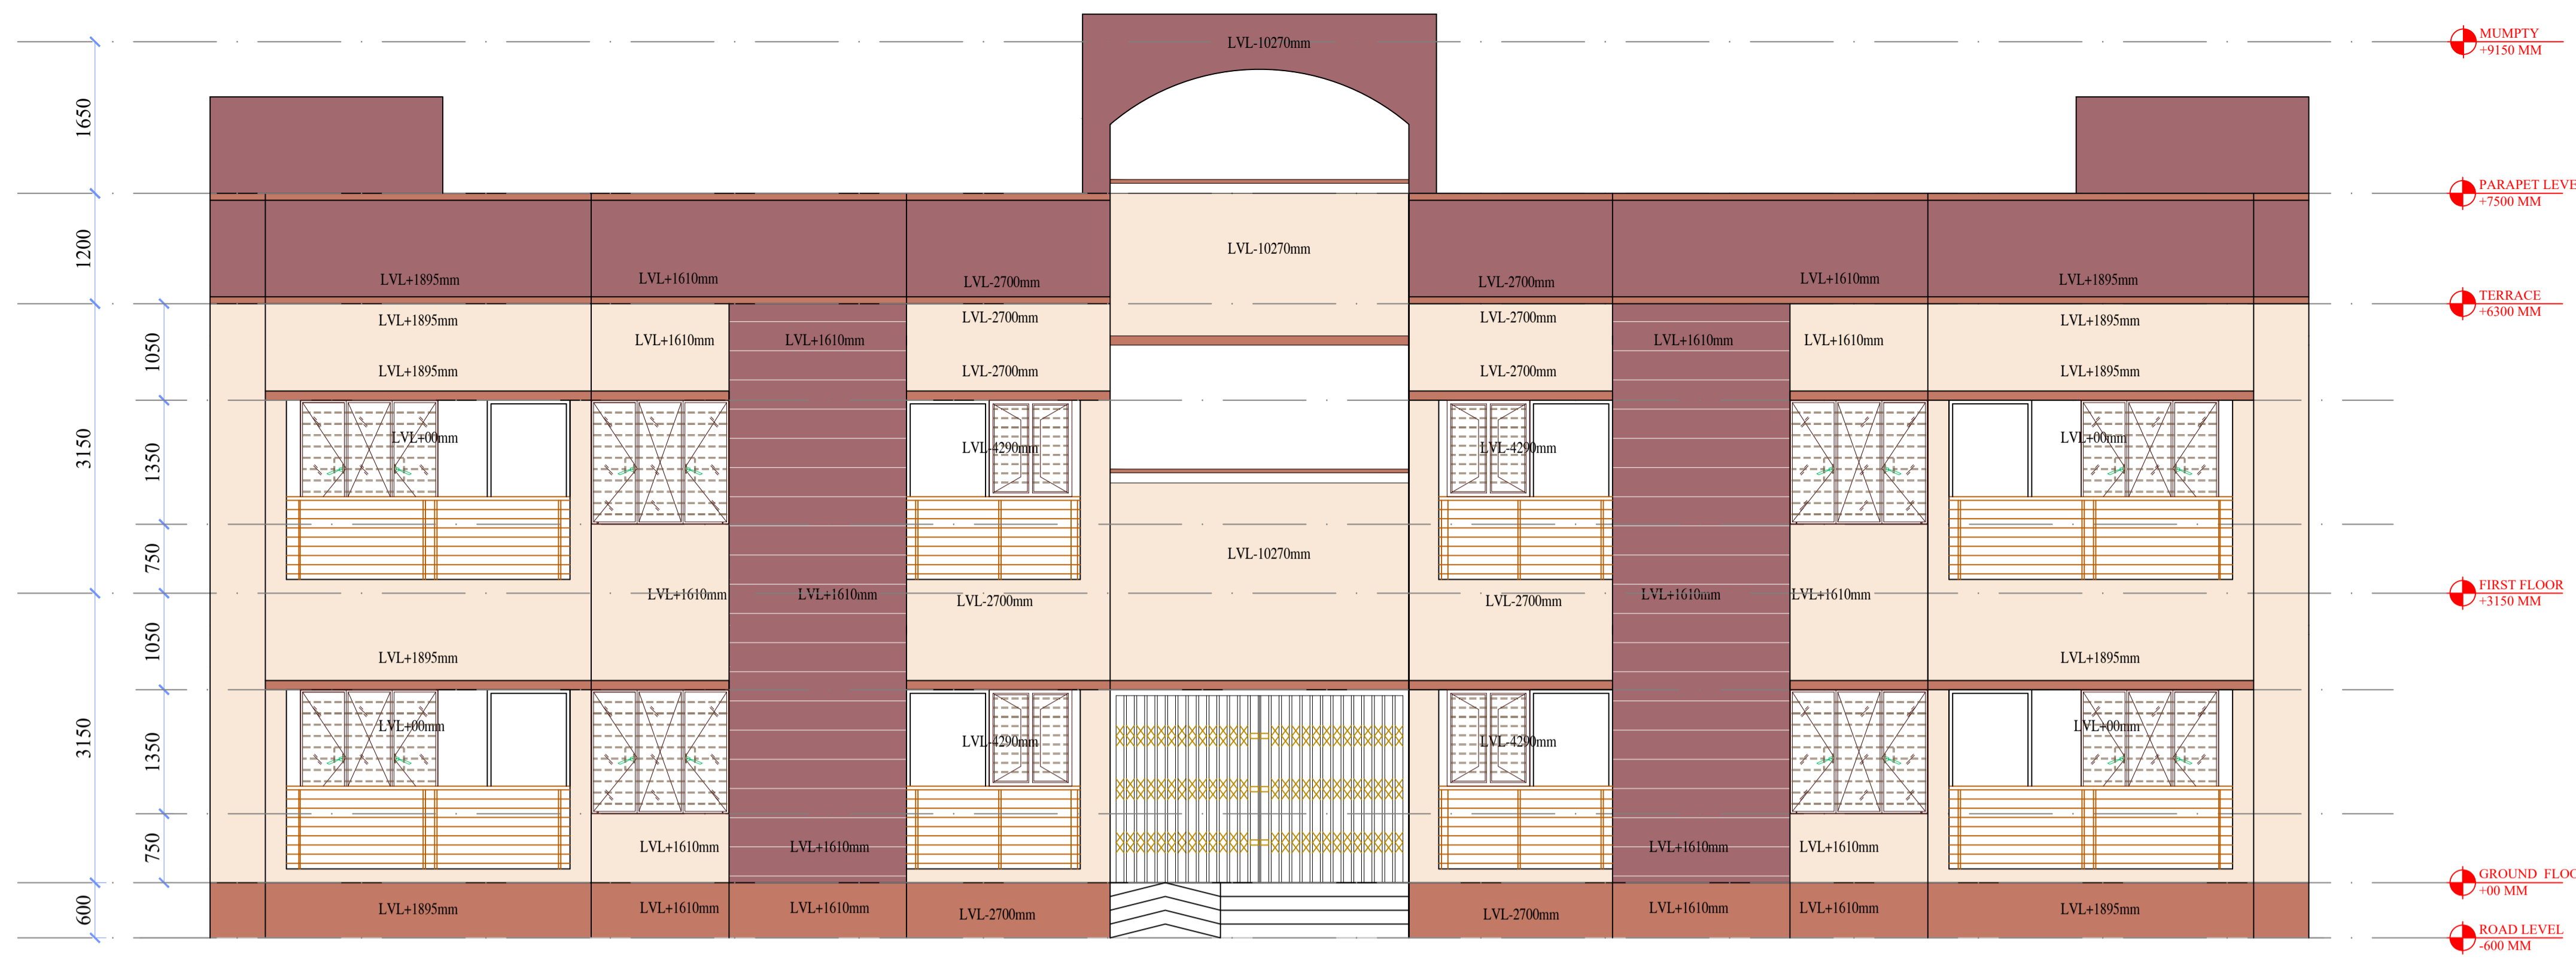 LVL-10270mm
MUMPTY
+9150 MM
1650
PARAPET LEVE
+7500 MM
1200
LVL-10270mm
LVL+1895mm
LVL+1610mm
LVL-2700mm
LVL-2700mm
LVL+1610mm
LVL+1895mm
TERRACE
+6300 MM
LVL+1895mm
LVL-2700mm
LVL-2700mm
LVL+1895mm
1050
LVL+1610mm
LVL+1610mm
LVL+1610mm
LVL+1610mm
LVL+1895mm
LVL-2700mm
LVL-2700mm
LVL+1895mm
3150
1350
LVL+00mm
LVL-4290mm
LVL-4290mm
LVL+00mm
750
LVL-10270mm
LVL+1610mm
LVL+1610mm
LVL-2700mm
LVL-2700mm
LVL+1610mm
LVL+1610mm
FIRST FLOOR
+3150 MM
1050
LVL+1895mm
LVL+1895mm
3150
1350
LVL+00mm
LVL-4290mm
LVL-4290mm
LVL+00mm
750
LVL+1610mm
LVL+1610mm
LVL+1610mm
LVL+1610mm
GROUND FLOO
+00 MM
600
LVL+1895mm
LVL+1610mm
LVL+1610mm
LVL-2700mm
LVL-2700mm
LVL+1610mm
LVL+1610mm
LVL+1895mm
ROAD LEVEL
-600 MM